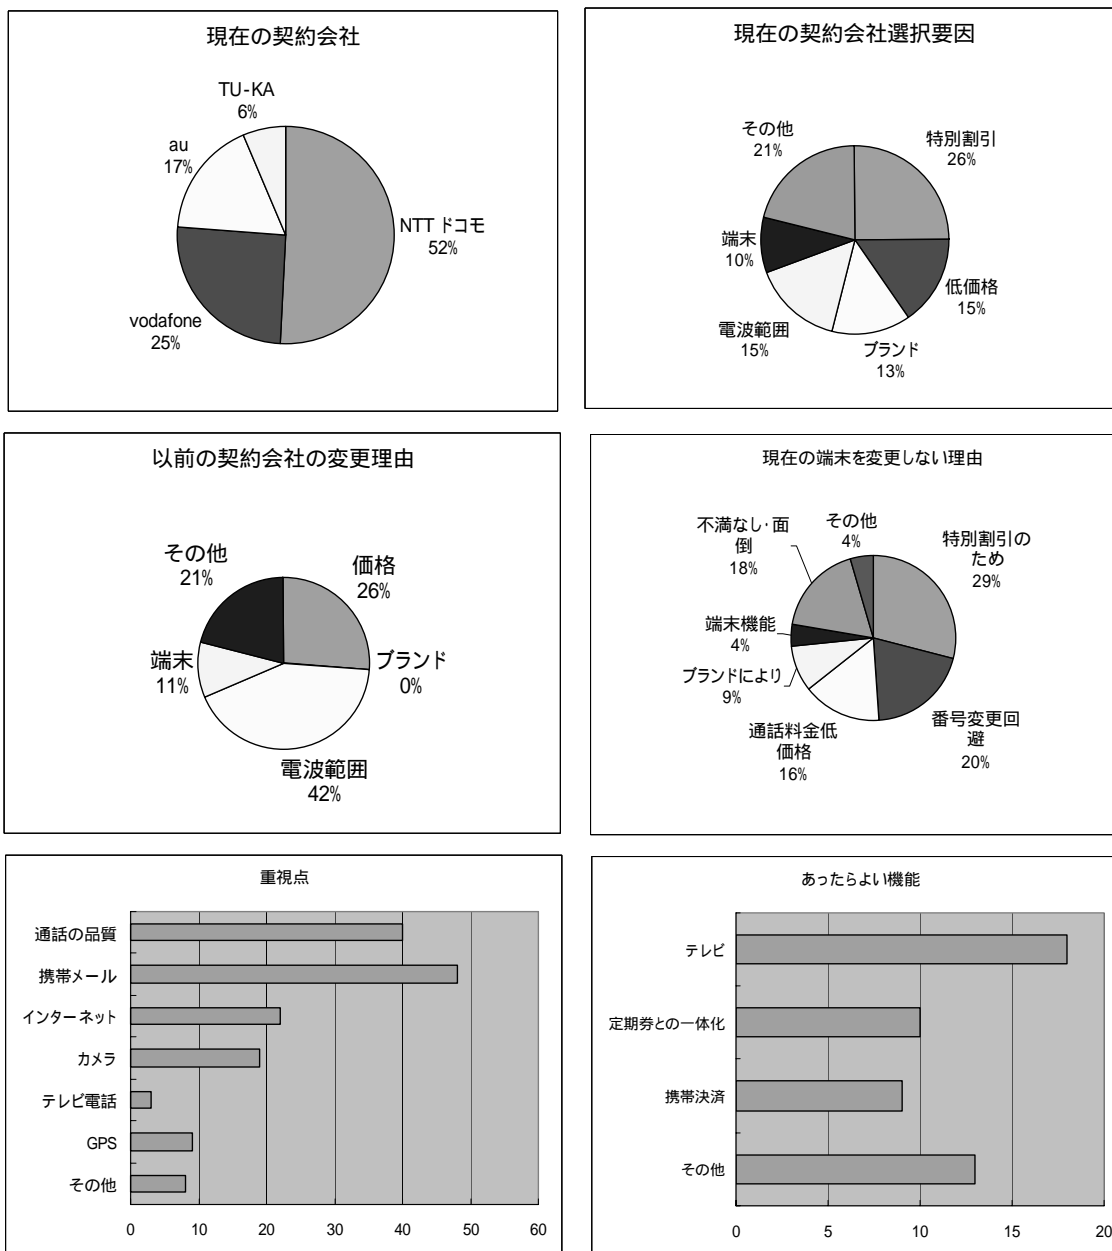 現在の契約会社
TU-KA
6%
au
17%
NTT ドコモ
52%
vodafone
25%
現在の契約会社選択要因
その他
21%
特別割引
26%
端末
10%
低価格
15%
電波範囲
15%
ブランド
13%
以前の契約会社の変更理由
その他
21%
価格
26%
端末
11%
ブランド
0%
電波範囲
42%
現在の端末を変更しない理由
不満なし・面
倒
18%
その他
4%
特別割引の
ため
29%
端末機能
4%
ブランドにより
9%
通話料金低
価格
16%
番号変更回
避
20%
重視点
通話の品質
携帯メール
インターネット
カメラ
テレビ電話
GPS
その他
0 10 20 30 40 50 60
あったらよい機能
テレビ
定期券との一体化
携帯決済
その他
0 5 10 15 20